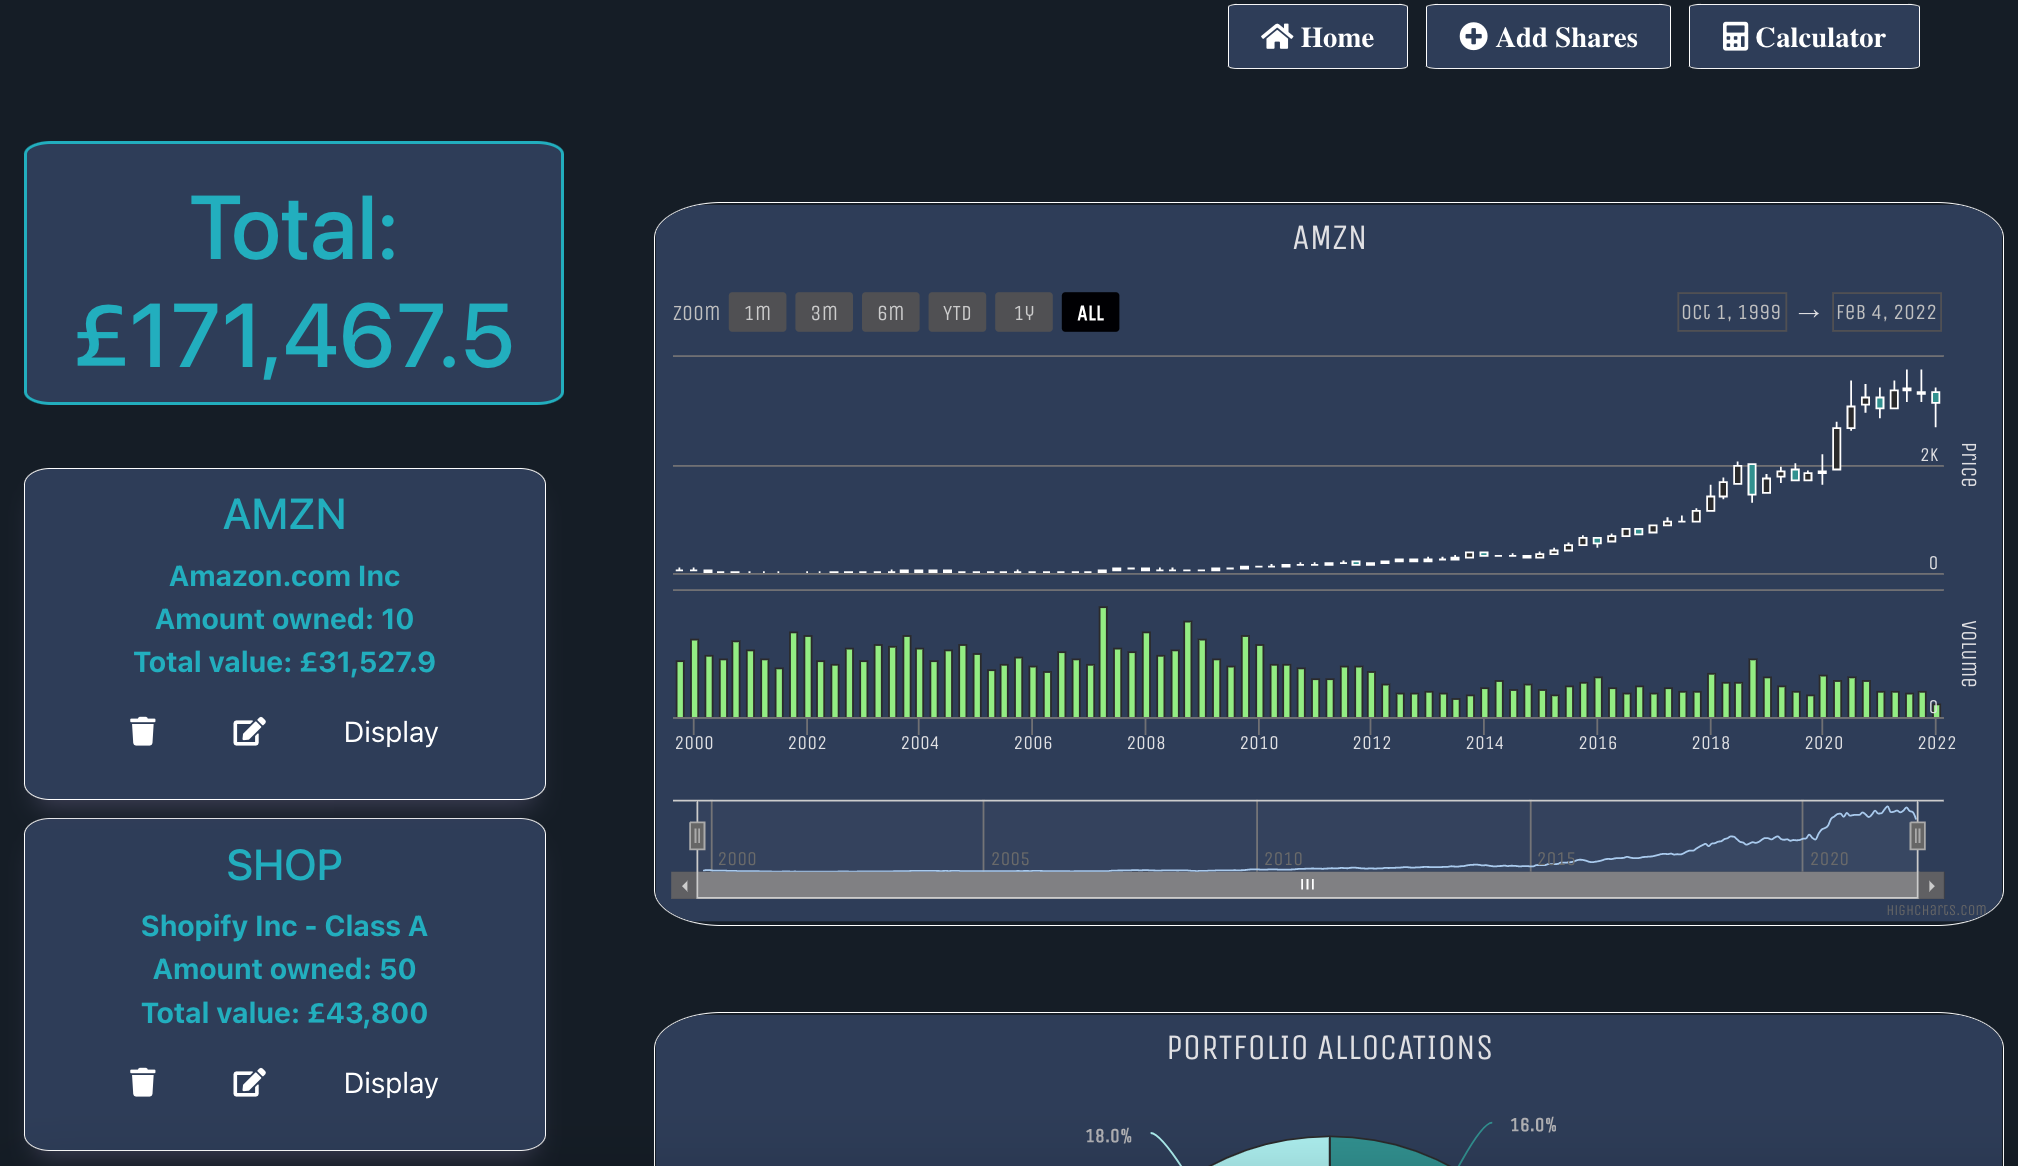 Home
Add Shares
Calculator
Total:
£171,467.5
AMZN
Amazon.com Inc
Amount owned: 10
Total value: £31,527.9
Display
SHOP
Shopify Inc - Class A
Amount owned: 50
Total value: £43,800
Display
AMZN
Zoom 1m 3m 6m YTD 1y All
Oct 1, 1999 → Feb 4, 2022
2K
0
Price
0
Volume
2000 2002 2004 2006 2008 2010 2012 2014 2016 2018 2020 2022
2000 2005 2010 2015 2020
Highcharts.com
PORTFOLIO ALLOCATIONS
18.0%
16.0%